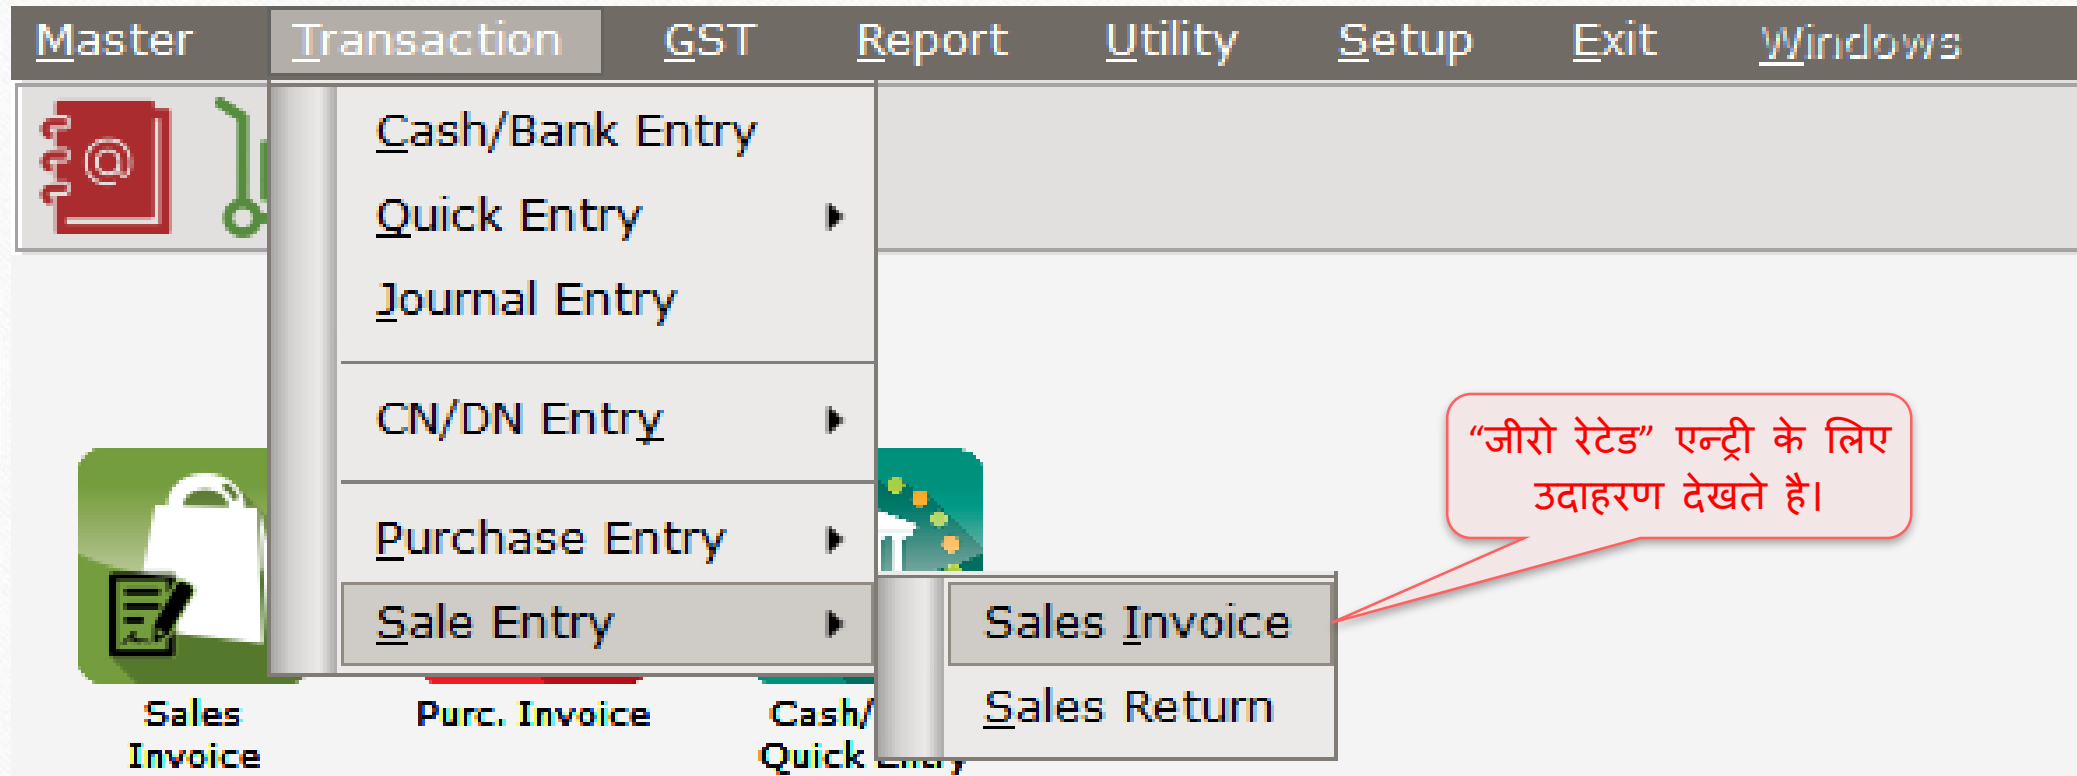 Master Transaction GST Report Utility Setup Exit Windows
@
Cash/Bank Entry
Quick Entry
Journal Entry
CN/DN Entry
Purchase Entry
Sale Entry
Sales Invoice
Sales Return
“जीरो रेटेड” एन्ट्री के लिए
उदाहरण देखते है।
Sales
Invoice
Purc. Invoice
Cash/
Quick Entry